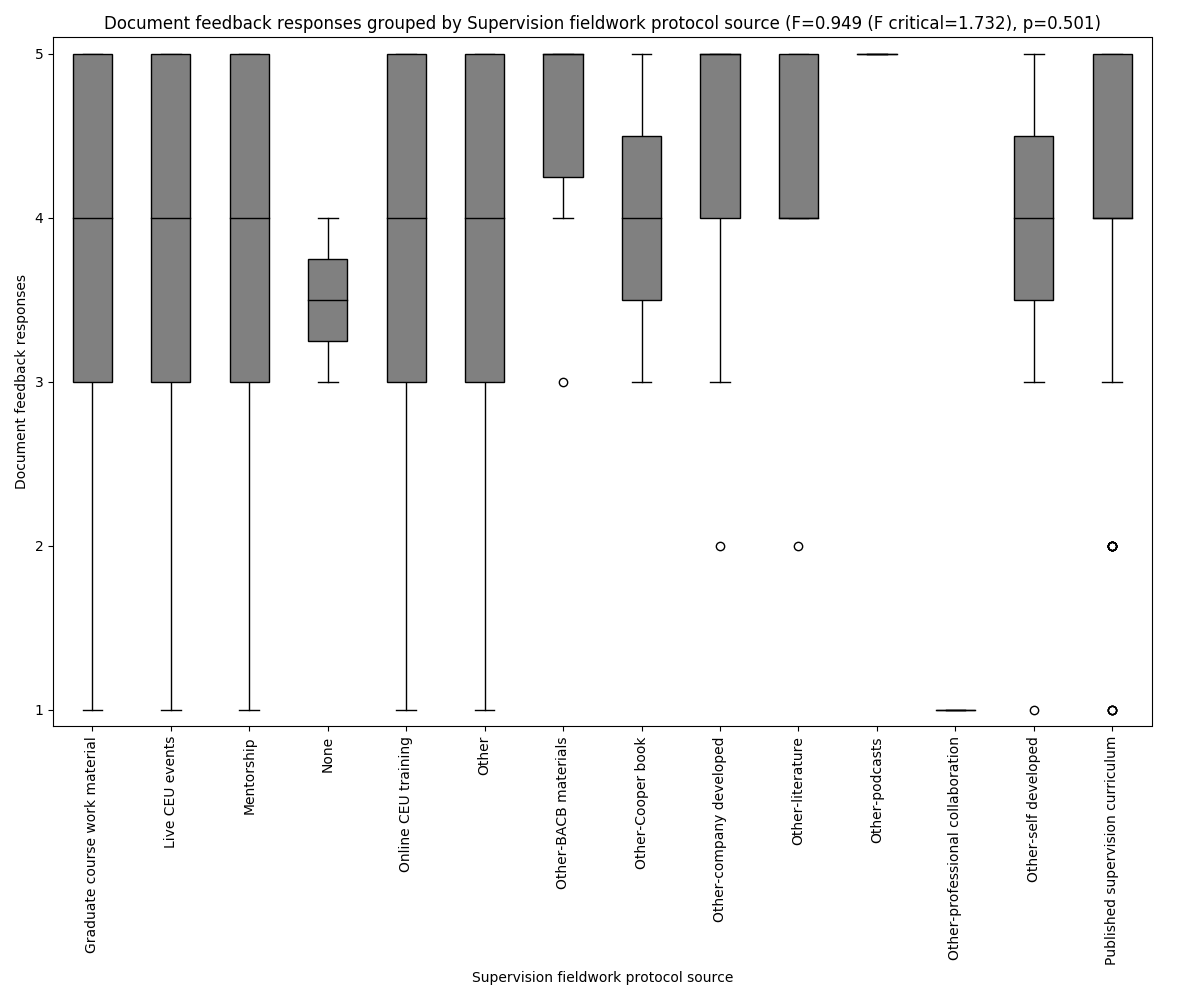 Document feedback responses grouped by Supervision fieldwork protocol source (F=0.949 (F critical=1.732), p=0.501)
Document feedback responses
5
4
3
2
1
Graduate course work material
Live CEU events
Mentorship
None
Online CEU training
Other
Other-BACB materials
Other-Cooper book
Other-company developed
Other-literature
Other-podcasts
Other-professional collaboration
Other-self developed
Published supervision curriculum
Supervision fieldwork protocol source